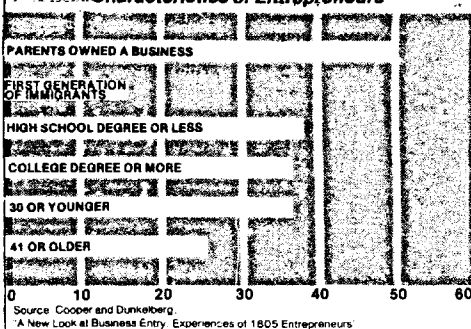 Characteristics of Entrepreneurs
PARENTS OWNED A BUSINESS
FIRST GENERATION
OF IMMIGRANTS
HIGH SCHOOL DEGREE OR LESS
COLLEGE DEGREE OR MORE
30 OR YOUNGER
41 OR OLDER
0 10 20 30 40 50 60
Source: Cooper and Dunkelberg.
'A New Look at Business Entry: Experiences of 1805 Entrepreneurs'